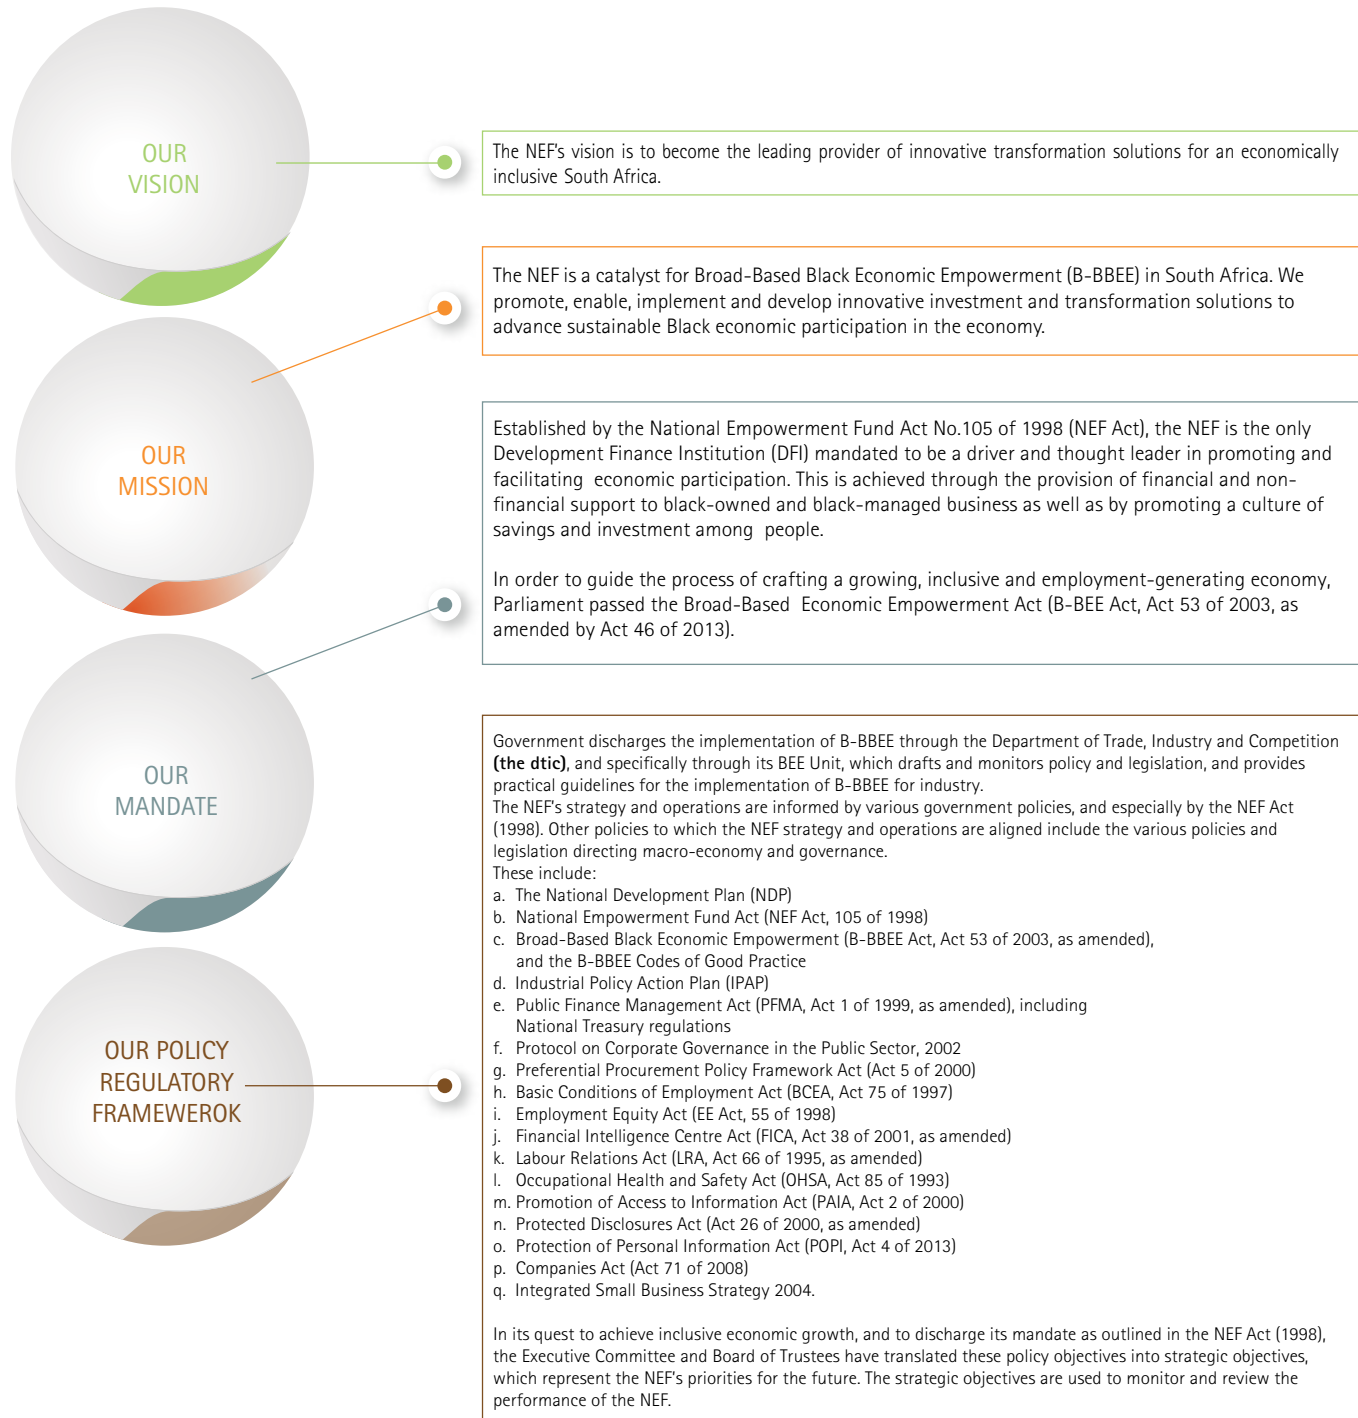 OUR
VISION
The NEF's vision is to become the leading provider of innovative transformation solutions for an economically
inclusive South Africa.
The NEF is a catalyst for Broad-Based Black Economic Empowerment (B-BBEE) in South Africa. We
promote, enable, implement and develop innovative investment and transformation solutions to
advance sustainable Black economic participation in the economy.
OUR
MISSION
Established by the National Empowerment Fund Act No.105 of 1998 (NEF Act), the NEF is the only
Development Finance Institution (DFI) mandated to be a driver and thought leader in promoting and
facilitating economic participation. This is achieved through the provision of financial and non-
financial support to black-owned and black-managed business as well as by promoting a culture of
savings and investment among people.
In order to guide the process of crafting a growing, inclusive and employment-generating economy,
Parliament passed the Broad-Based Economic Empowerment Act (B-BEE Act, Act 53 of 2003, as
amended by Act 46 of 2013).
OUR
MANDATE
Government discharges the implementation of B-BBEE through the Department of Trade, Industry and Competition
(the dtic), and specifically through its BEE Unit, which drafts and monitors policy and legislation, and provides
practical guidelines for the implementation of B-BBEE for industry.
The NEF's strategy and operations are informed by various government policies, and especially by the NEF Act
(1998). Other policies to which the NEF strategy and operations are aligned include the various policies and
legislation directing macro-economy and governance.
These include:
a. The National Development Plan (NDP)
b. National Empowerment Fund Act (NEF Act, 105 of 1998)
c. Broad-Based Black Economic Empowerment (B-BBEE Act, Act 53 of 2003, as amended),
and the B-BBEE Codes of Good Practice
d. Industrial Policy Action Plan (IPAP)
e. Public Finance Management Act (PFMA, Act 1 of 1999, as amended), including
National Treasury regulations
f. Protocol on Corporate Governance in the Public Sector, 2002
g. Preferential Procurement Policy Framework Act (Act 5 of 2000)
h. Basic Conditions of Employment Act (BCEA, Act 75 of 1997)
i. Employment Equity Act (EE Act, 55 of 1998)
j. Financial Intelligence Centre Act (FICA, Act 38 of 2001, as amended)
k. Labour Relations Act (LRA, Act 66 of 1995, as amended)
l. Occupational Health and Safety Act (OHSA, Act 85 of 1993)
m. Promotion of Access to Information Act (PAIA, Act 2 of 2000)
n. Protected Disclosures Act (Act 26 of 2000, as amended)
o. Protection of Personal Information Act (POPI, Act 4 of 2013)
p. Companies Act (Act 71 of 2008)
q. Integrated Small Business Strategy 2004.
In its quest to achieve inclusive economic growth, and to discharge its mandate as outlined in the NEF Act (1998),
the Executive Committee and Board of Trustees have translated these policy objectives into strategic objectives,
which represent the NEF's priorities for the future. The strategic objectives are used to monitor and review the
performance of the NEF.
OUR POLICY
REGULATORY
FRAMEWEROK